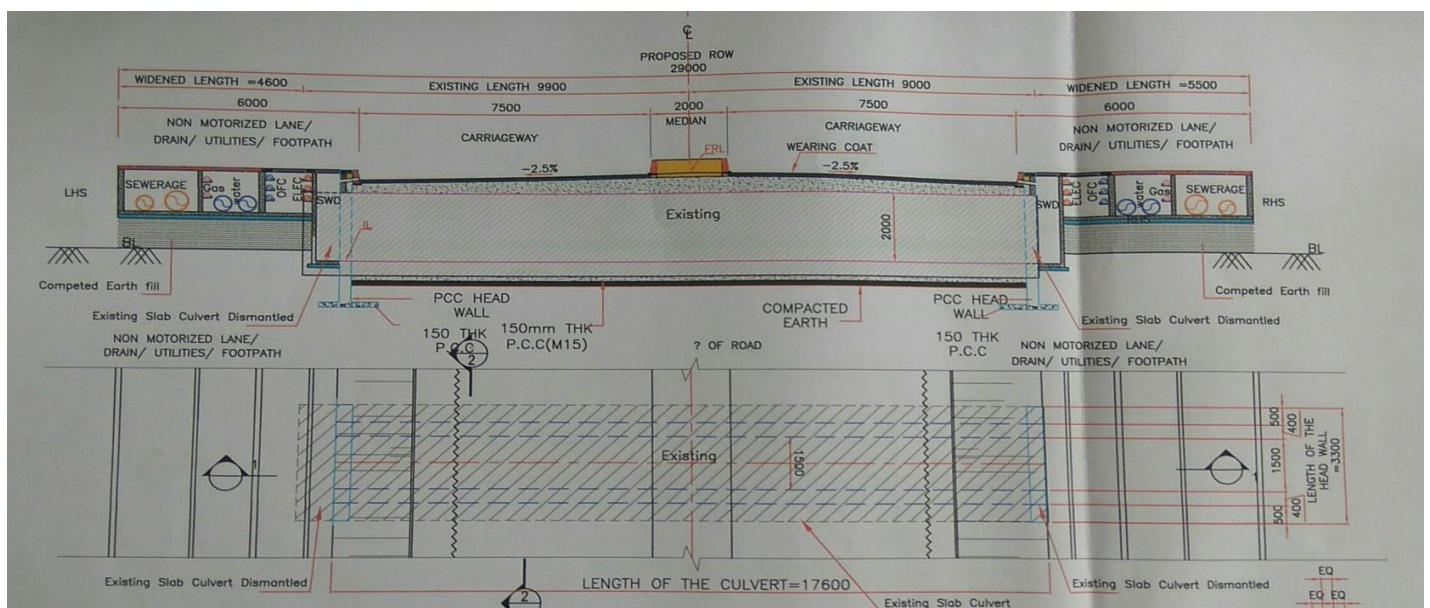 ℄
PROPOSED ROW
29000
WIDENED LENGTH =4600
EXISTING LENGTH 9900
EXISTING LENGTH 9000
WIDENED LENGTH=5500
6000
7500
2000
7500
6000
NON MOTORIZED LANE/
DRAIN/ UTILITIES/ FOOTPATH
CARRIAGEWAY
MEDIAN
CARRIAGEWAY
NON MOTORIZED LANE/
DRAIN/ UTILITIES/ FOOTPATH
FRL
WEARING COAT
-2.5%
-2.5%
LHS
SEWERAGE
Gas
water
OFC
ELEC
SWD
Existing
2000
SWD
ELEC
OFC
water
Gas
SEWERAGE
RHS
BL
IL
BL
Competed Earth fill
Existing Slab Culvert Dismantled
PCC HEAD
WALL
150 THK
P.C.C
150mm THK
P.C.C(M15)
COMPACTED
EARTH
PCC HEAD
WALL
150 THK
P.C.C
Existing Slab Culvert Dismantled
Competed Earth fill
NON MOTORIZED LANE/
DRAIN/ UTILITIES/ FOOTPATH
2
? OF ROAD
NON MOTORIZED LANE/
DRAIN/ UTILITIES/ FOOTPATH
Existing
1500
1
1
500
400
1500
400
500
LENGTH OF THE
HEAD WALL
=3300
Existing Slab Culvert Dismantled
2
LENGTH OF THE CULVERT=17600
Existing Slab Culvert
Existing Slab Culvert Dismantled
EQ
EQ EQ